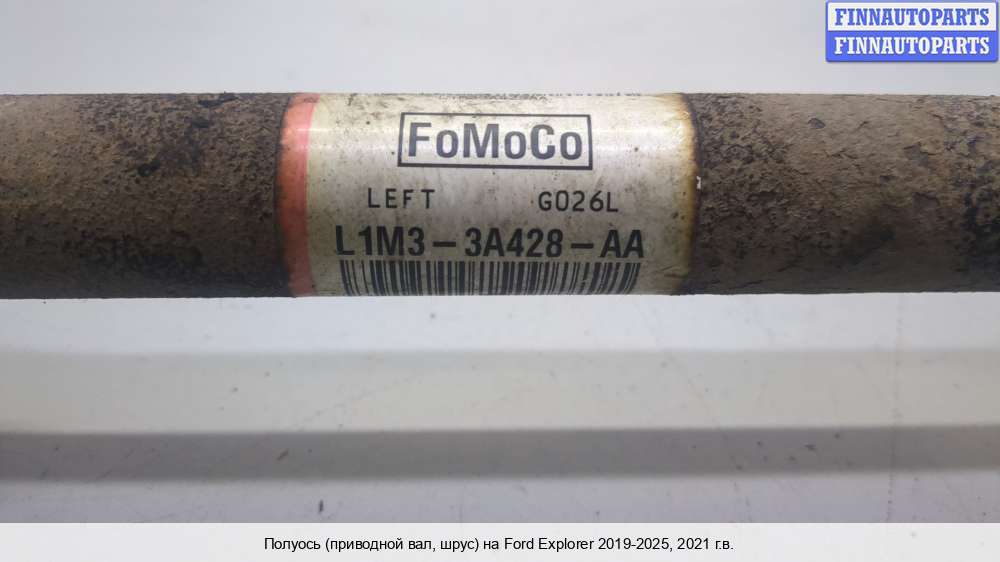 FINNAUTOPARTS
FINNAUTOPARTS
FoMoCo
LEFT G026L
L1M3-3A428-AA
Полуось (приводной вал, шрус) на Ford Explorer 2019-2025, 2021 г.в.